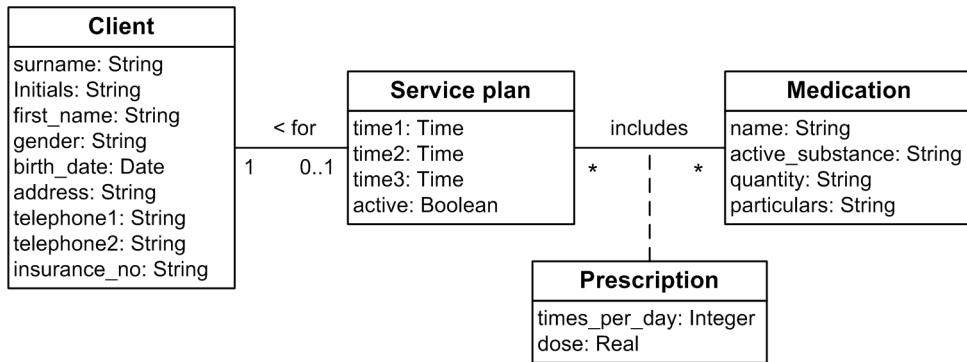 Client
surname: String
Initials: String
first_name: String
gender: String
birth_date: Date
address: String
telephone1: String
telephone2: String
insurance_no: String
< for
1
0..1
Service plan
time1: Time
time2: Time
time3: Time
active: Boolean
includes
*
*
Medication
name: String
active_substance: String
quantity: String
particulars: String
Prescription
times_per_day: Integer
dose: Real